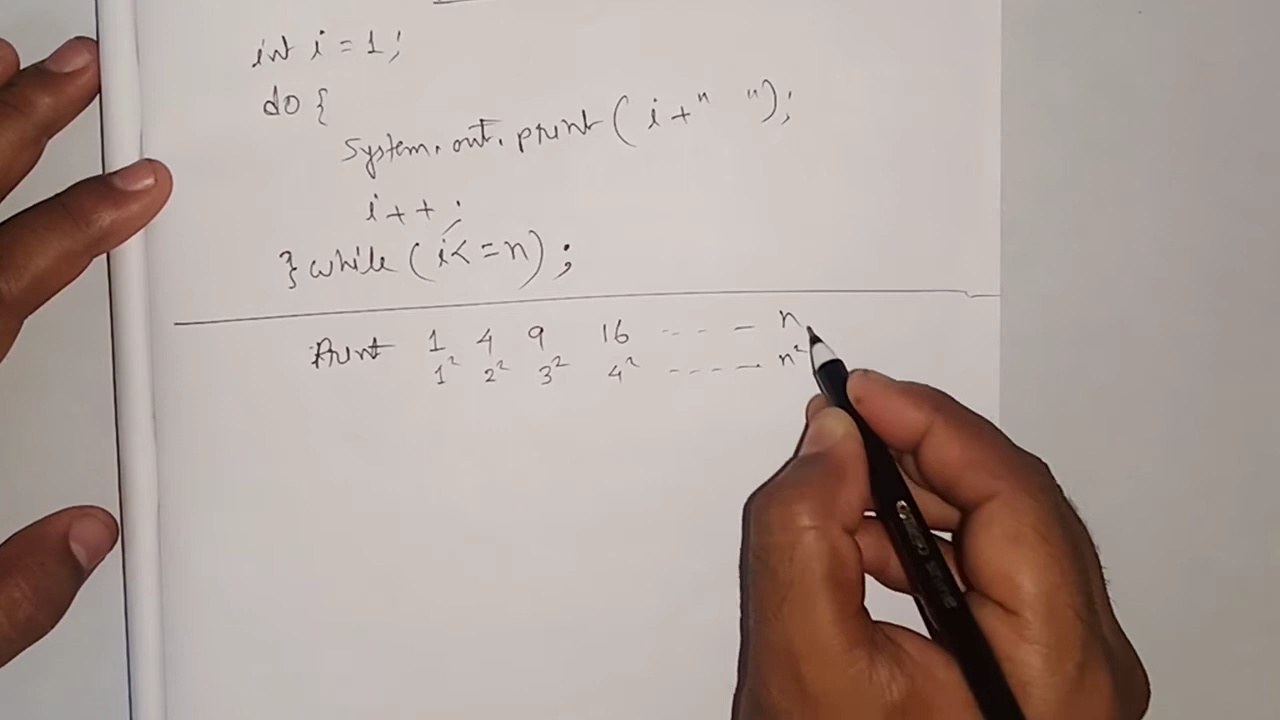 int i = 1;
do {
System.out.print( i + " ");
i++;
} while ( i <= n );
Print 1 4 9 16 ---- n
1² 2² 3² 4² ---- n²